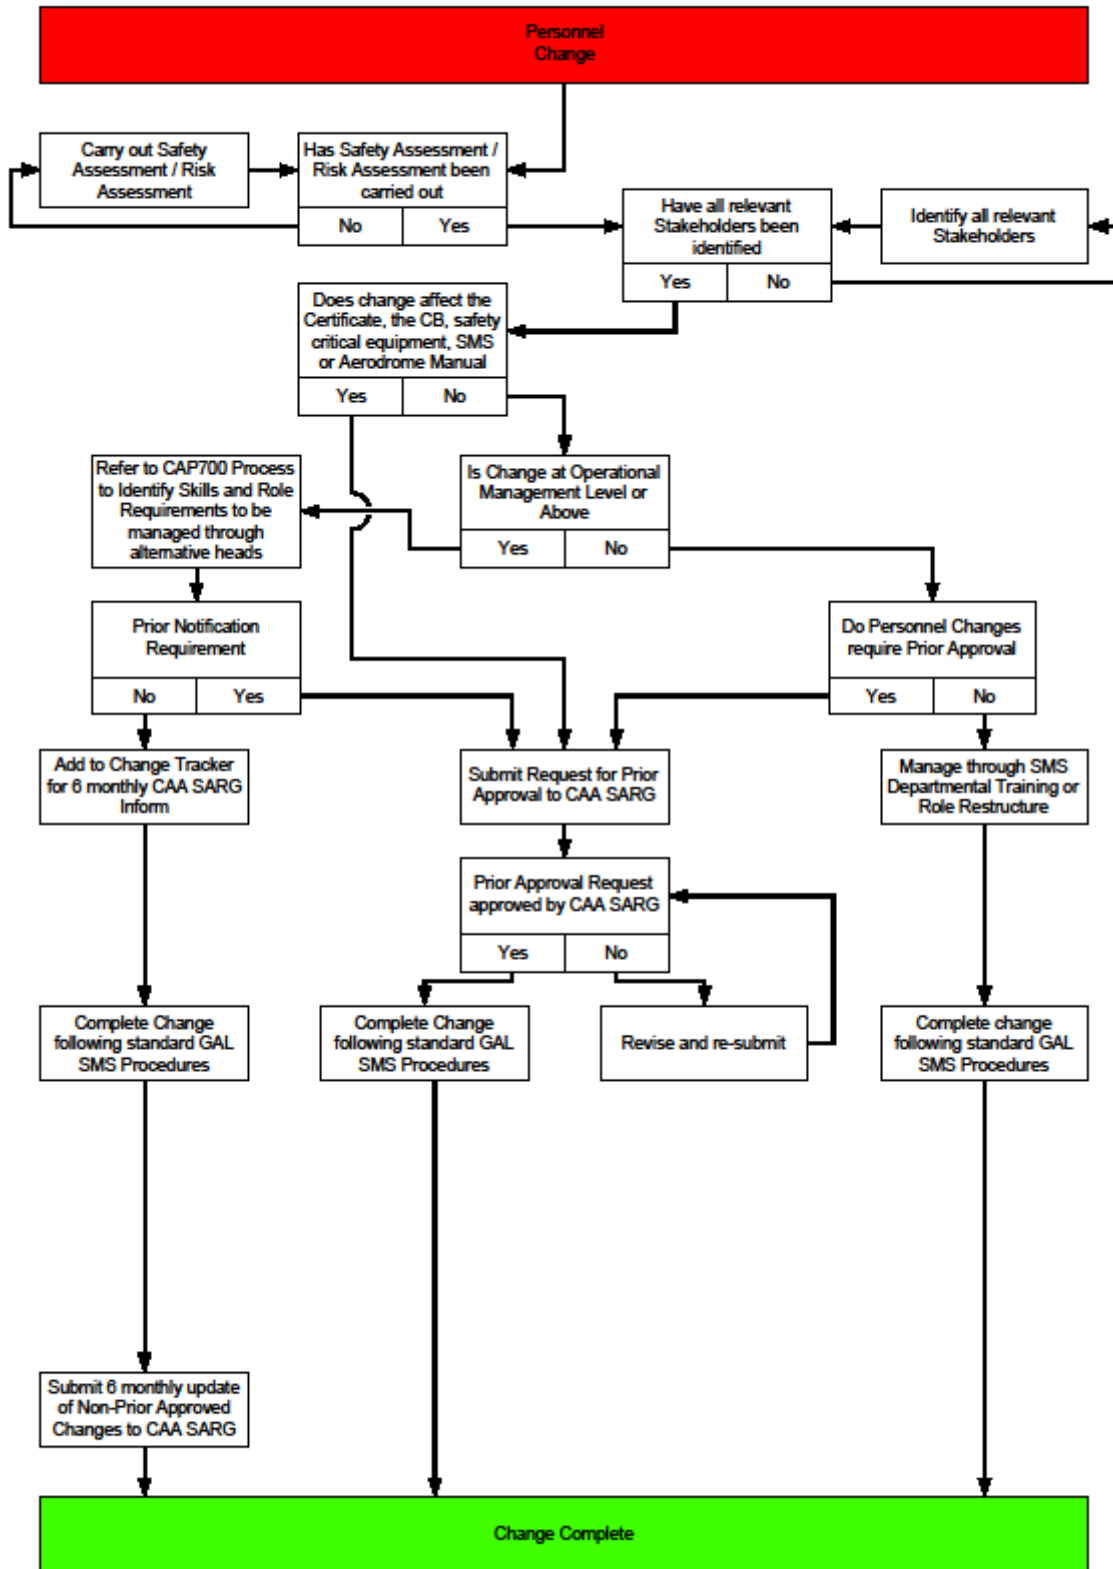 Personnel
Change
Carry out Safety
Assessment / Risk
Assessment
Has Safety Assessment /
Risk Assessment been
carried out
No
Yes
Have all relevant
Stakeholders been
identified
Yes
No
Identify all relevant
Stakeholders
Does change affect the
Certificate, the CB, safety
critical equipment, SMS
or Aerodrome Manual
Yes
No
Refer to CAP700 Process
to Identify Skills and Role
Requirements to be
managed through
alternative heads
Is Change at Operational
Management Level or
Above
Yes
No
Prior Notification
Requirement
No
Yes
Do Personnel Changes
require Prior Approval
Yes
No
Add to Change Tracker
for 6 monthly CAA SARG
Inform
Submit Request for Prior
Approval to CAA SARG
Manage through SMS
Departmental Training or
Role Restructure
Prior Approval Request
approved by CAA SARG
Yes
No
Complete Change
following standard GAL
SMS Procedures
Complete Change
following standard GAL
SMS Procedures
Revise and re-submit
Complete change
following standard GAL
SMS Procedures
Submit 6 monthly update
of Non-Prior Approved
Changes to CAA SARG
Change Complete